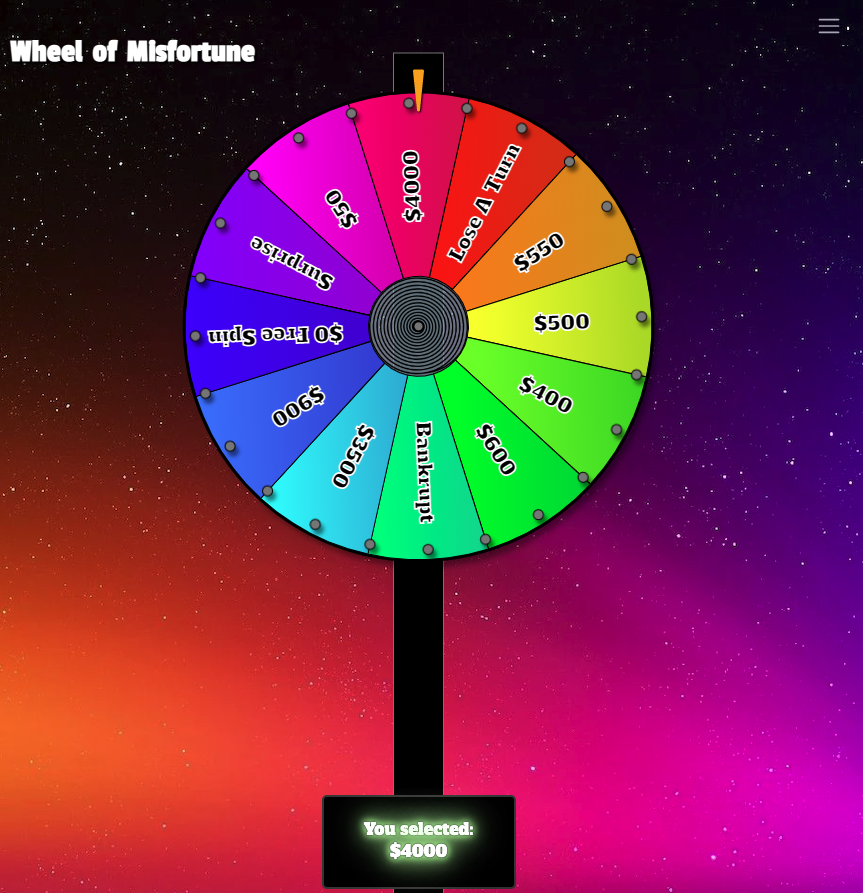 Wheel of Misfortune
$4000
Lose A Turn
$550
$500
$400
$600
Bankrupt
$3500
$900
$0 Free Spin
Surprise
$50
You selected:
$4000